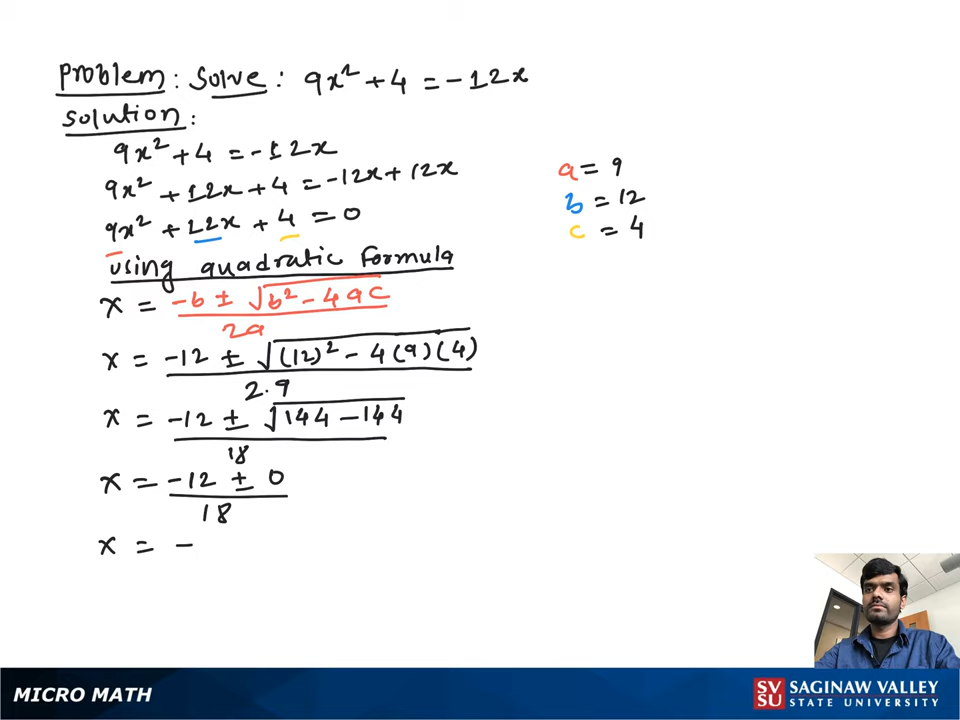 Problem: Solve: 9x² + 4 = -12x
Solution:
9x² + 4 = -12x
9x² + 12x + 4 = -12x + 12x
9x² + 12x + 4 = 0
a = 9
b = 12
c = 4
using quadratic formula
x = -b ± √b² - 4ac / 2a
x = -12 ± √(12)² - 4(9)(4) / 2.9
x = -12 ± √144 - 144 / 18
x = -12 ± 0 / 18
x = -
MICRO MATH
SVSU SAGINAW VALLEY
STATE UNIVERSITY